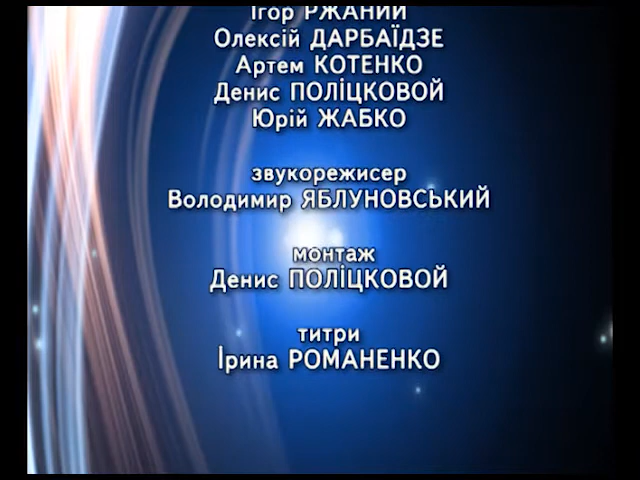 Ігор РЖАНИЙ
Олексій ДАРБАЇДЗЕ
Артем КОТЕНКО
Денис ПОЛІЦКОВОЙ
Юрій ЖАБКО
звукорежисер
Володимир ЯБЛУНОВСЬКИЙ
монтаж
Денис ПОЛІЦКОВОЙ
титри
Ірина РОМАНЕНКО